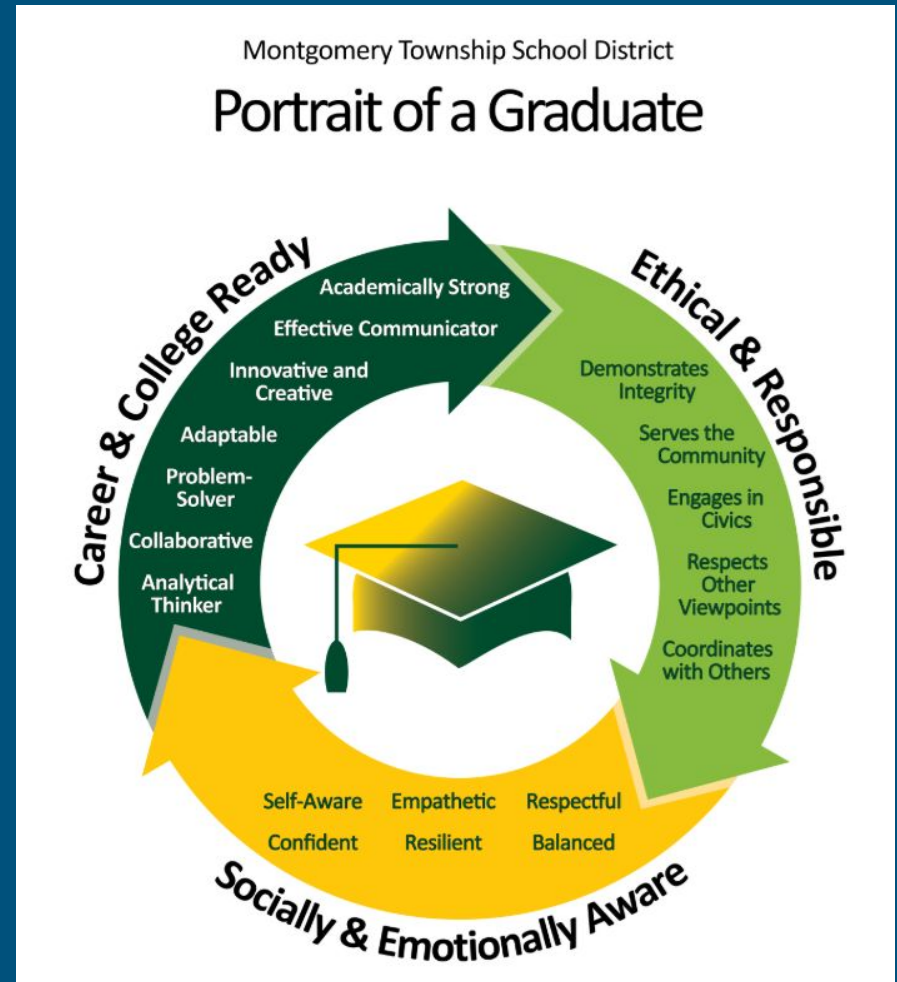 Montgomery Township School District
Portrait of a Graduate
Career & College Ready
Academically Strong
Effective Communicator
Innovative and
Creative
Adaptable
Problem-
Solver
Collaborative
Analytical
Thinker
Ethical & Responsible
Demonstrates
Integrity
Serves the
Community
Engages in
Civics
Respects
Other
Viewpoints
Coordinates
with Others
Self-Aware Empathetic Respectful
Confident Resilient Balanced
Socially & Emotionally Aware